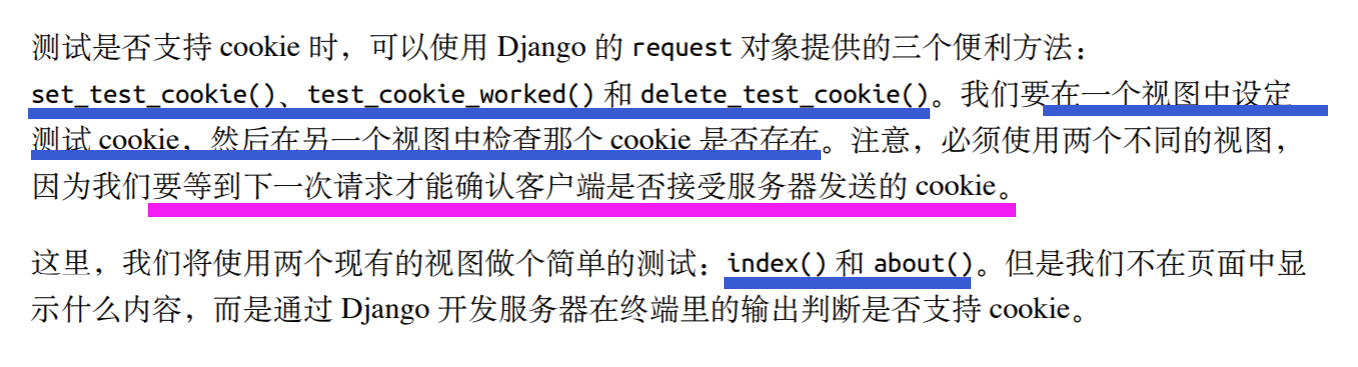 测试是否支持 cookie 时，可以使用 Django 的 request 对象提供的三个便利方法：
set_test_cookie()、test_cookie_worked() 和 delete_test_cookie()。我们要在一个视图中设定
测试 cookie，然后在另一个视图中检查那个 cookie 是否存在。注意，必须使用两个不同的视图，
因为我们要等到下一次请求才能确认客户端是否接受服务器发送的 cookie。
这里，我们将使用两个现有的视图做个简单的测试：index() 和 about()。但是我们不在页面中显
示什么内容，而是通过 Django 开发服务器在终端里的输出判断是否支持 cookie。